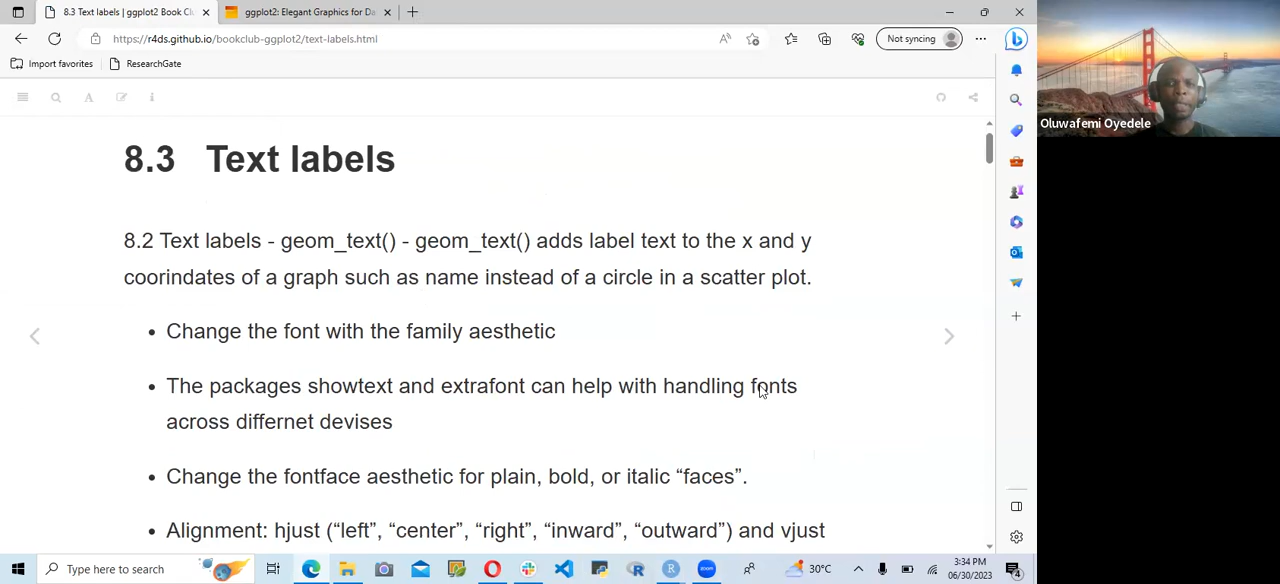 8.3 Text labels | ggplot2 Book Clu
ggplot2: Elegant Graphics for Da
https://r4ds.github.io/bookclub-ggplot2/text-labels.html
Not syncing
Import favorites
ResearchGate
Oluwafemi Oyedele
8.3 Text labels
8.2 Text labels - geom_text() - geom_text() adds label text to the x and y
coorindates of a graph such as name instead of a circle in a scatter plot.
• Change the font with the family aesthetic
• The packages showtext and extrafont can help with handling fonts
across differnet devises
• Change the fontface aesthetic for plain, bold, or italic “faces”.
• Alignment: hjust (“left”, “center”, “right”, “inward”, “outward”) and vjust
Type here to search
30°C
3:34 PM
06/30/2023